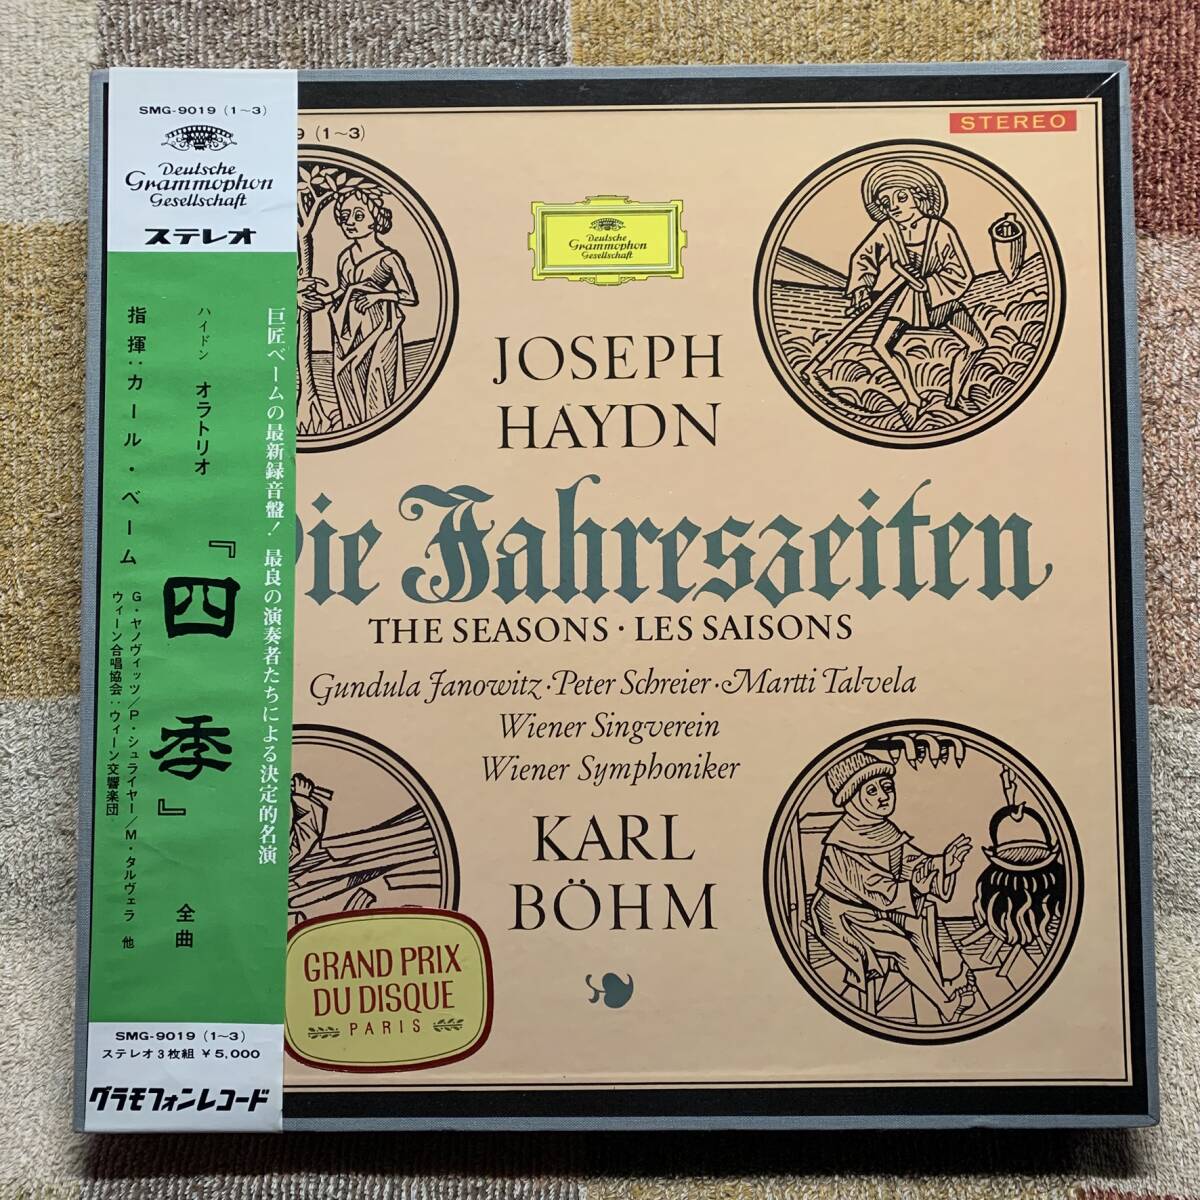 SMG-9019 (1~3)
Deutsche
Grammophon
Gesellschaft
ステレオ
巨匠ベームの最新録音盤! 最良の演奏者たちによる決定的名演
ハイドン オラトリオ 『四季』 全曲
指揮:カール・ベーム
G・ヤノヴィッツ/P・シュライヤー/M・タルヴェラ 他
ウィーン合唱協会:ウィーン交響楽団
SMG-9019 (1~3)
ステレオ3枚組 ¥5,000
グラモフォンレコード
9 (1~3)
STEREO
Deutsche
Grammophon
Gesellschaft
JOSEPH
HAYDN
Die Jahreszeiten
THE SEASONS · LES SAISONS
Gundula Janowitz · Peter Schreier · Martti Talvela
Wiener Singverein
Wiener Symphoniker
KARL
BÖHM
GRAND PRIX
DU DISQUE
PARIS